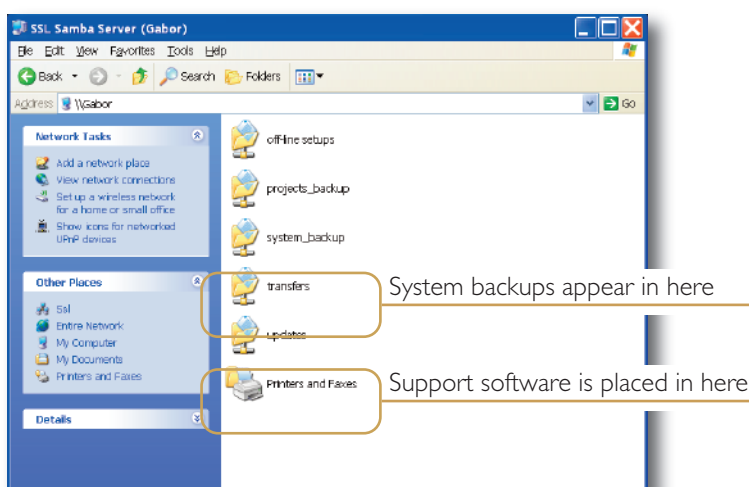 SSL Samba Server (Gabor)
File Edit View Favorites Tools Help
Back Search Folders
Address \\Gabor Go
Network Tasks
Add a network place
View network connections
Set up a wireless network
for a home or small office
Show icons for networked
UPnP devices
Other Places
Ssl
Entire Network
My Computer
My Documents
Printers and Faxes
Details
off-line setups
projects_backup
system_backup
transfers
updates
Printers and Faxes
System backups appear in here
Support software is placed in here